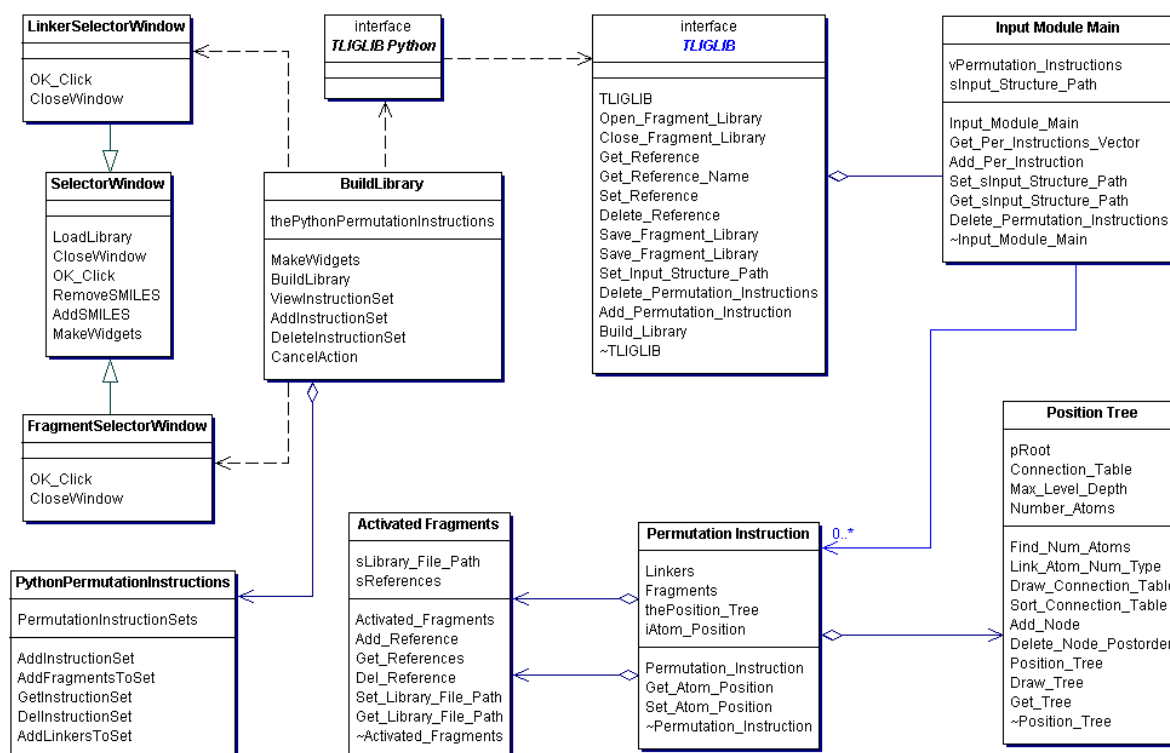 LinkerSelectorWindow
OK_Click
CloseWindow
interface
TLIGLIB Python
interface
TLIGLIB
TLIGLIB
Open_Fragment_Library
Close_Fragment_Library
Get_Reference
Get_Reference_Name
Set_Reference
Delete_Reference
Save_Fragment_Library
Save_Fragment_Library
Set_Input_Structure_Path
Delete_Permutation_Instructions
Add_Permutation_Instruction
Build_Library
~TLIGLIB
Input Module Main
vPermutation_Instructions
sInput_Structure_Path
Input_Module_Main
Get_Per_Instructions_Vector
Add_Per_Instruction
Set_sInput_Structure_Path
Get_sInput_Structure_Path
Delete_Permutation_Instructions
~Input_Module_Main
SelectorWindow
LoadLibrary
CloseWindow
OK_Click
RemoveSMILES
AddSMILES
MakeWidgets
BuildLibrary
thePythonPermutationInstructions
MakeWidgets
BuildLibrary
ViewInstructionSet
AddInstructionSet
DeleteInstructionSet
CancelAction
FragmentSelectorWindow
OK_Click
CloseWindow
PythonPermutationInstructions
PermutationInstructionSets
AddInstructionSet
AddFragmentsToSet
GetInstructionSet
DelInstructionSet
AddLinkersToSet
Activated Fragments
sLibrary_File_Path
sReferences
Activated_Fragments
Add_Reference
Get_References
Del_Reference
Set_Library_File_Path
Get_Library_File_Path
~Activated_Fragments
0..*
Permutation Instruction
Linkers
Fragments
thePosition_Tree
iAtom_Position
Permutation_Instruction
Get_Atom_Position
Set_Atom_Position
~Permutation_Instruction
Position Tree
pRoot
Connection_Table
Max_Level_Depth
Number_Atoms
Find_Num_Atoms
Link_Atom_Num_Type
Draw_Connection_Table
Sort_Connection_Table
Add_Node
Delete_Node_Postorder
Position_Tree
Draw_Tree
Get_Tree
~Position_Tree